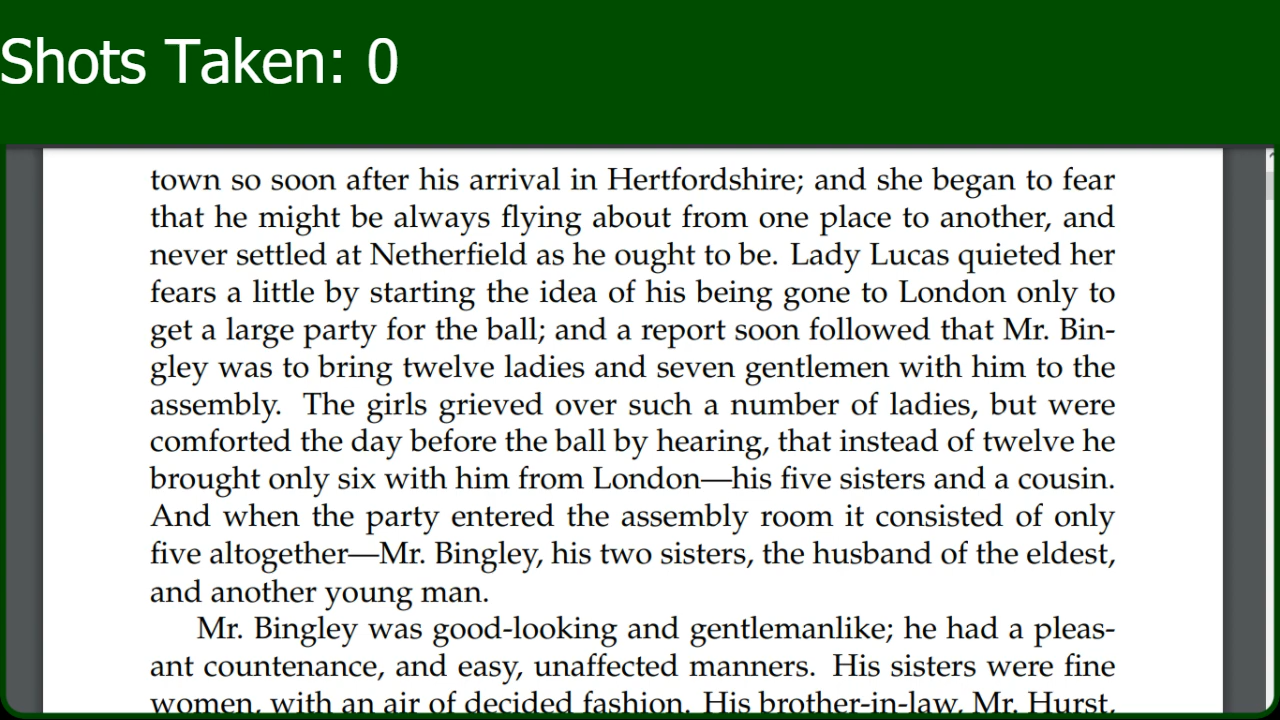 Shots Taken: 0
town so soon after his arrival in Hertfordshire; and she began to fear
that he might be always flying about from one place to another, and
never settled at Netherfield as he ought to be. Lady Lucas quieted her
fears a little by starting the idea of his being gone to London only to
get a large party for the ball; and a report soon followed that Mr. Bin-
gley was to bring twelve ladies and seven gentlemen with him to the
assembly. The girls grieved over such a number of ladies, but were
comforted the day before the ball by hearing, that instead of twelve he
brought only six with him from London—his five sisters and a cousin.
And when the party entered the assembly room it consisted of only
five altogether—Mr. Bingley, his two sisters, the husband of the eldest,
and another young man.
Mr. Bingley was good-looking and gentlemanlike; he had a pleas-
ant countenance, and easy, unaffected manners. His sisters were fine
women, with an air of decided fashion. His brother-in-law, Mr. Hurst,